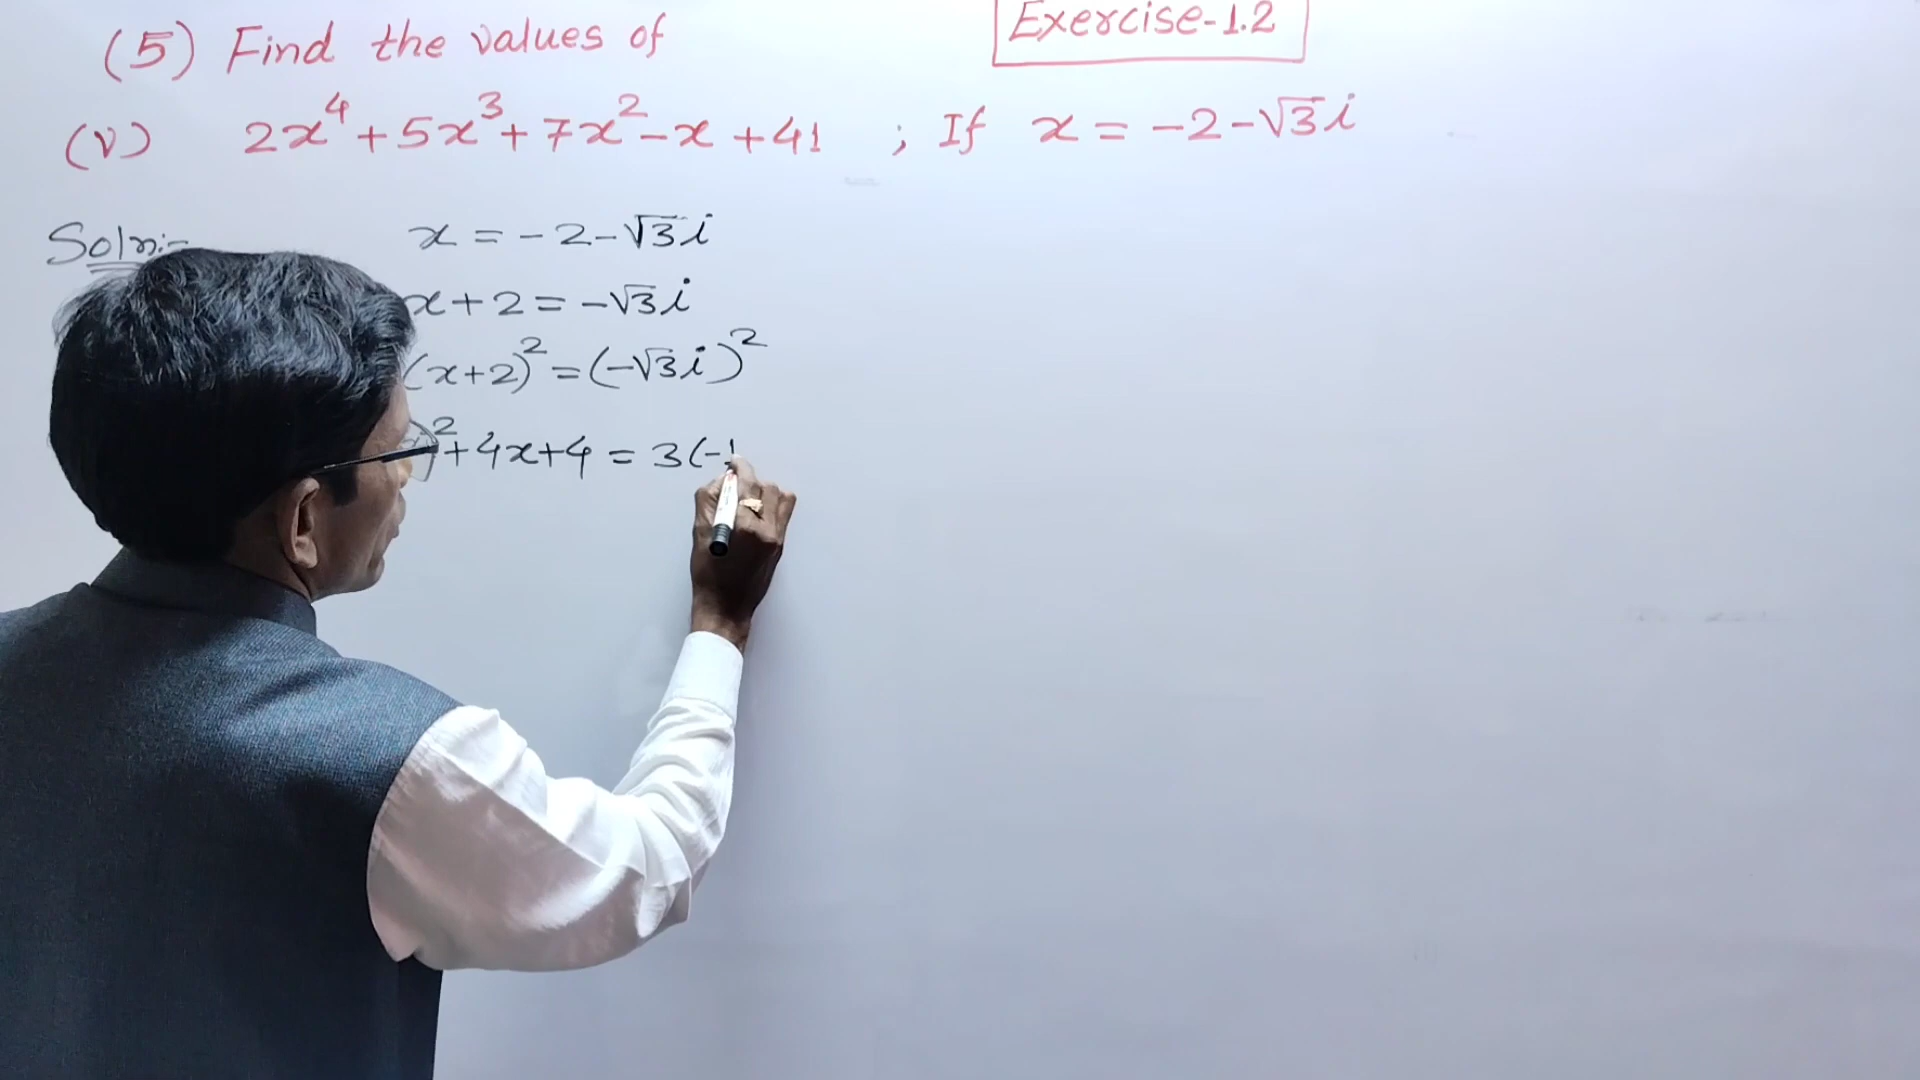 (5) Find the values of
Exercise-1.2
(v) 2x⁴+5x³+7x²-x+41 ; If x = -2-√3i
Soln:- x = -2-√3i
x+2 = -√3i
(x+2)² = (-√3i)²
²+4x+4 = 3(-1